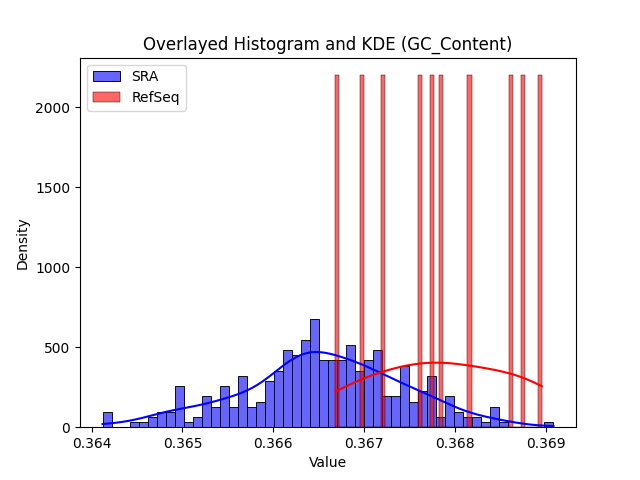 Overlayed Histogram and KDE (GC_Content)
SRA
RefSeq
Density
2000
1500
1000
500
0
0.364 0.365 0.366 0.367 0.368 0.369
Value